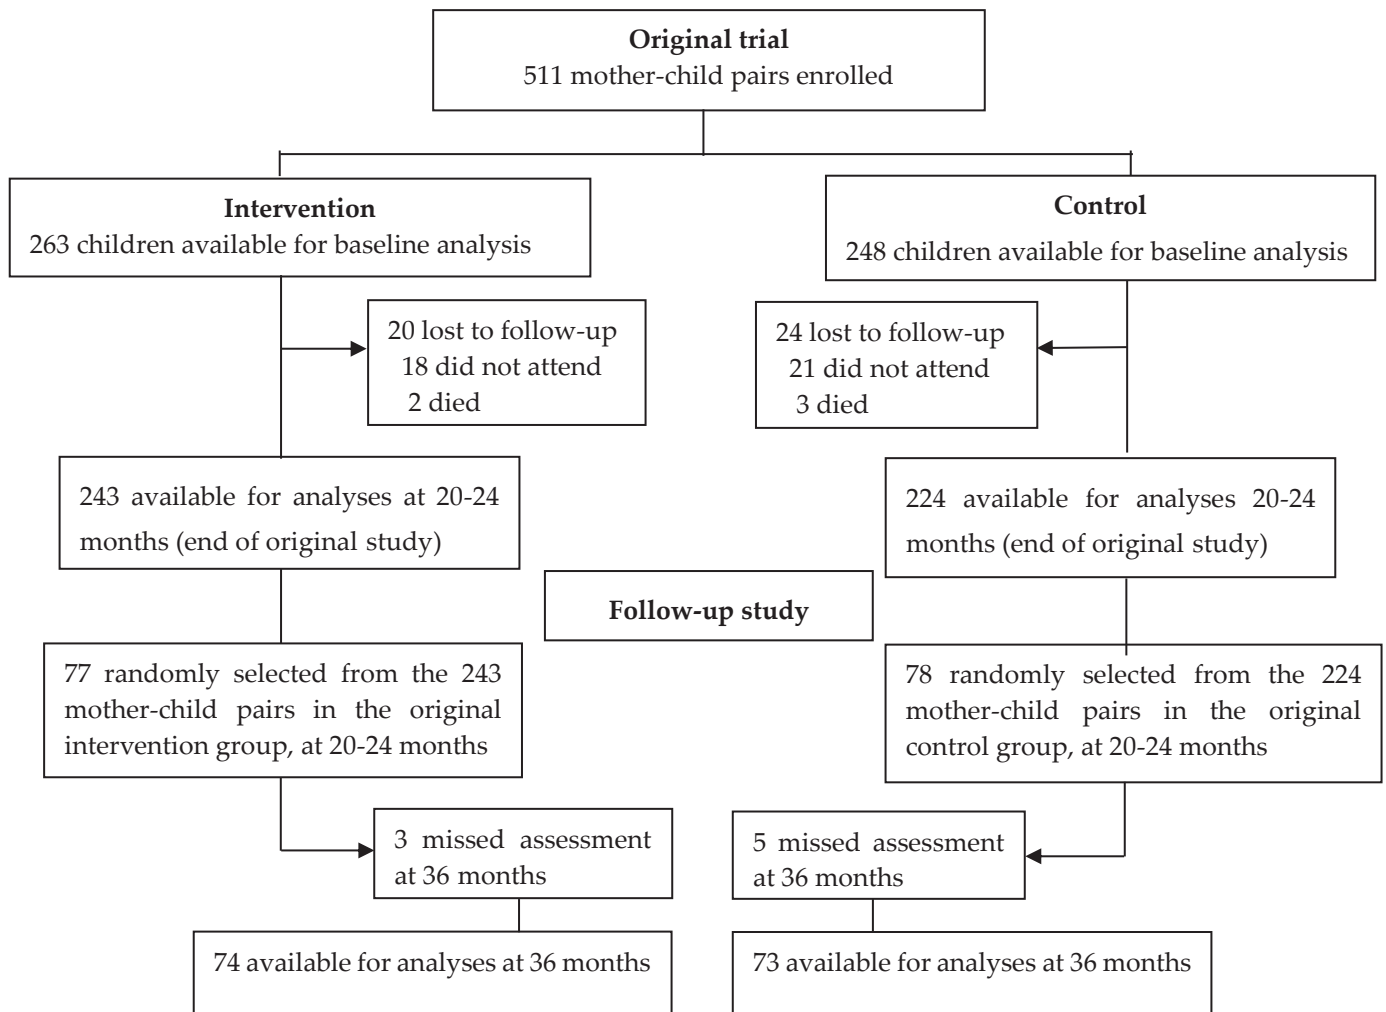 Original trial
511 mother-child pairs enrolled
Intervention
263 children available for baseline analysis
Control
248 children available for baseline analysis
20 lost to follow-up
18 did not attend
2 died
24 lost to follow-up
21 did not attend
3 died
243 available for analyses at 20-24
months (end of original study)
224 available for analyses 20-24
months (end of original study)
Follow-up study
77 randomly selected from the 243
mother-child pairs in the original
intervention group, at 20-24 months
78 randomly selected from the 224
mother-child pairs in the original
control group, at 20-24 months
3 missed assessment
at 36 months
5 missed assessment
at 36 months
74 available for analyses at 36 months
73 available for analyses at 36 months